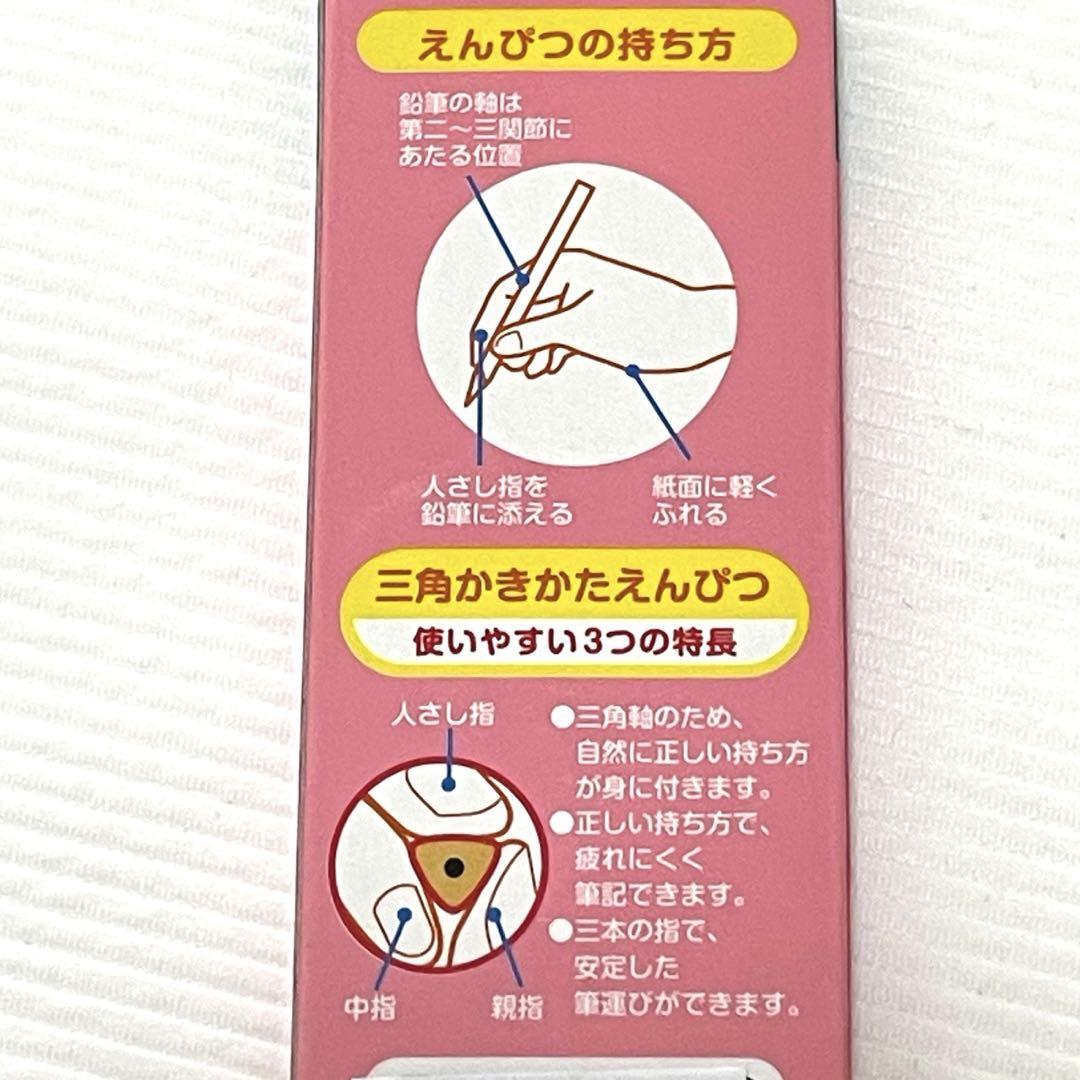 えんぴつの持ち方
鉛筆の軸は
第二～三関節に
あたる位置
人さし指を
鉛筆に添える
紙面に軽く
ふれる
三角かきかたえんぴつ
使いやすい3つの特長
人さし指
中指
親指
●三角軸のため、
自然に正しい持ち方
が身に付きます。
●正しい持ち方で、
疲れにくく
筆記できます。
●三本の指で、
安定した
筆運びができます。